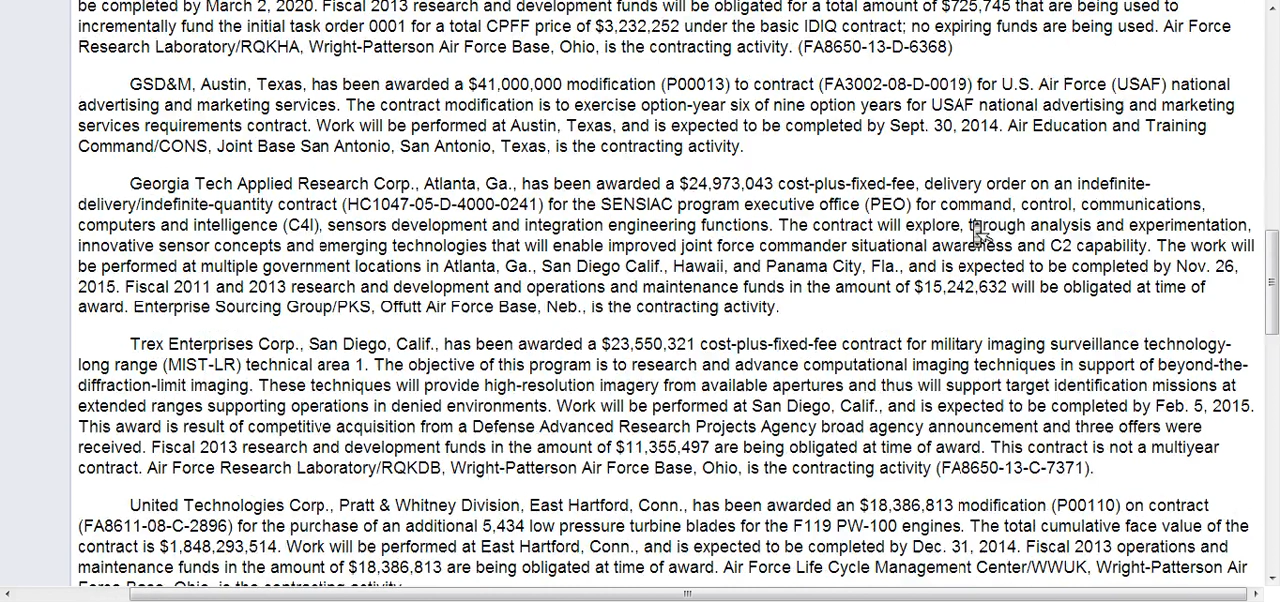 be completed by March 2, 2020. Fiscal 2013 research and development funds will be obligated for a total amount of $725,745 that are being used to
incrementally fund the initial task order 0001 for a total CPFF price of $3,232,252 under the basic IDIQ contract; no expiring funds are being used. Air Force
Research Laboratory/RQKHA, Wright-Patterson Air Force Base, Ohio, is the contracting activity. (FA8650-13-D-6368)
GSD&M, Austin, Texas, has been awarded a $41,000,000 modification (P00013) to contract (FA3002-08-D-0019) for U.S. Air Force (USAF) national
advertising and marketing services. The contract modification is to exercise option-year six of nine option years for USAF national advertising and marketing
services requirements contract. Work will be performed at Austin, Texas, and is expected to be completed by Sept. 30, 2014. Air Education and Training
Command/CONS, Joint Base San Antonio, San Antonio, Texas, is the contracting activity.
Georgia Tech Applied Research Corp., Atlanta, Ga., has been awarded a $24,973,043 cost-plus-fixed-fee, delivery order on an indefinite-
delivery/indefinite-quantity contract (HC1047-05-D-4000-0241) for the SENSIAC program executive office (PEO) for command, control, communications,
computers and intelligence (C4I), sensors development and integration engineering functions. The contract will explore, through analysis and experimentation,
innovative sensor concepts and emerging technologies that will enable improved joint force commander situational awareness and C2 capability. The work will
be performed at multiple government locations in Atlanta, Ga., San Diego Calif., Hawaii, and Panama City, Fla., and is expected to be completed by Nov. 26,
2015. Fiscal 2011 and 2013 research and development and operations and maintenance funds in the amount of $15,242,632 will be obligated at time of
award. Enterprise Sourcing Group/PKS, Offutt Air Force Base, Neb., is the contracting activity.
Trex Enterprises Corp., San Diego, Calif., has been awarded a $23,550,321 cost-plus-fixed-fee contract for military imaging surveillance technology-
long range (MIST-LR) technical area 1. The objective of this program is to research and advance computational imaging techniques in support of beyond-the-
diffraction-limit imaging. These techniques will provide high-resolution imagery from available apertures and thus will support target identification missions at
extended ranges supporting operations in denied environments. Work will be performed at San Diego, Calif., and is expected to be completed by Feb. 5, 2015.
This award is result of competitive acquisition from a Defense Advanced Research Projects Agency broad agency announcement and three offers were
received. Fiscal 2013 research and development funds in the amount of $11,355,497 are being obligated at time of award. This contract is not a multiyear
contract. Air Force Research Laboratory/RQKDB, Wright-Patterson Air Force Base, Ohio, is the contracting activity (FA8650-13-C-7371).
United Technologies Corp., Pratt & Whitney Division, East Hartford, Conn., has been awarded an $18,386,813 modification (P00110) on contract
(FA8611-08-C-2896) for the purchase of an additional 5,434 low pressure turbine blades for the F119 PW-100 engines. The total cumulative face value of the
contract is $1,848,293,514. Work will be performed at East Hartford, Conn., and is expected to be completed by Dec. 31, 2014. Fiscal 2013 operations and
maintenance funds in the amount of $18,386,813 are being obligated at time of award. Air Force Life Cycle Management Center/WWUK, Wright-Patterson Air
Force Base, Ohio, is the contracting activity.